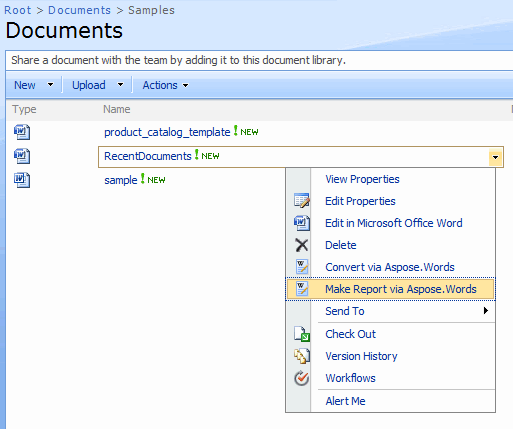 Root > Documents > Samples
Documents
Share a document with the team by adding it to this document library.
New Upload Actions
Type Name
product_catalog_template ! NEW
RecentDocuments ! NEW
sample ! NEW
View Properties
Edit Properties
Edit in Microsoft Office Word
Delete
Convert via Aspose.Words
Make Report via Aspose.Words
Send To
Check Out
Version History
Workflows
Alert Me